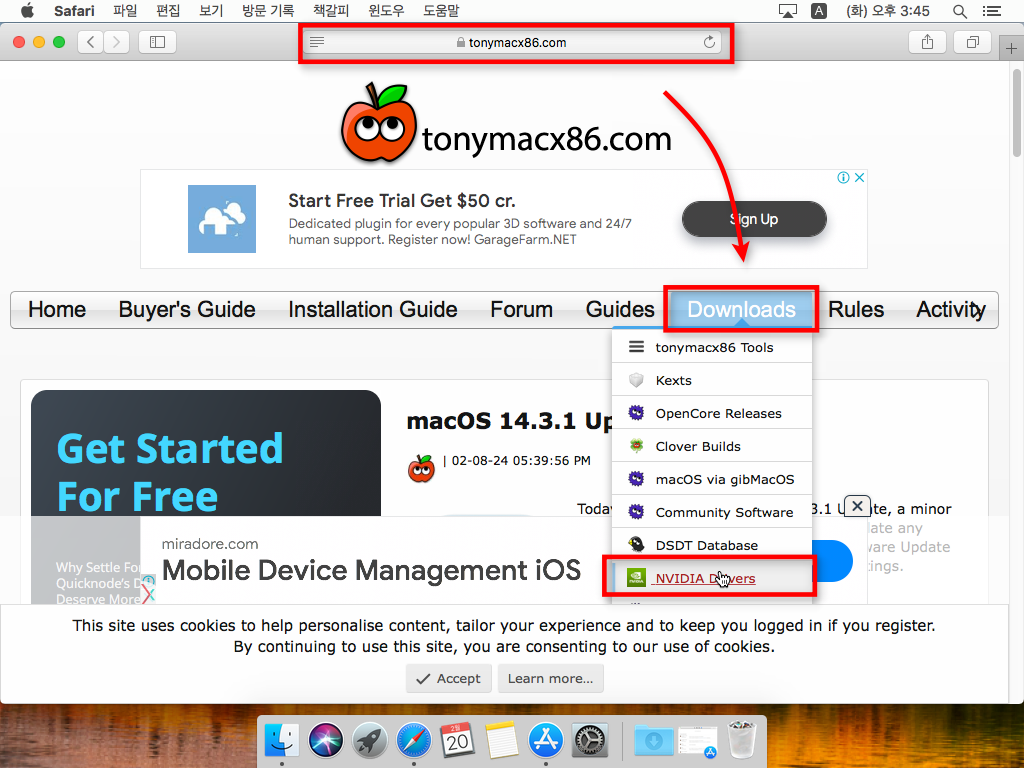 Safari 파일 편집 보기 방문 기록 책갈피 윈도우 도움말 A (화) 오후 3:45
tonymacx86.com
tonymacx86.com
Start Free Trial Get $50 cr.
Dedicated plugin for every popular 3D software and 24/7
human support. Register now! GarageFarm.NET
Sign Up
Home Buyer's Guide Installation Guide Forum Guides Downloads Rules Activity
tonymacx86 Tools
Kexts
OpenCore Releases
Clover Builds
macOS via gibMacOS
Community Software
DSDT Database
NVIDIA Drivers
Get Started
For Free
macOS 14.3.1 Up
| 02-08-24 05:39:56 PM
Today
a minor
date any
ware Update
ings.
miradore.com
Mobile Device Management iOS
Why Settle For
Quicknode's D
Deserve More
This site uses cookies to help personalise content, tailor your experience and to keep you logged in if you register.
By continuing to use this site, you are consenting to our use of cookies.
Accept Learn more...
2월
20